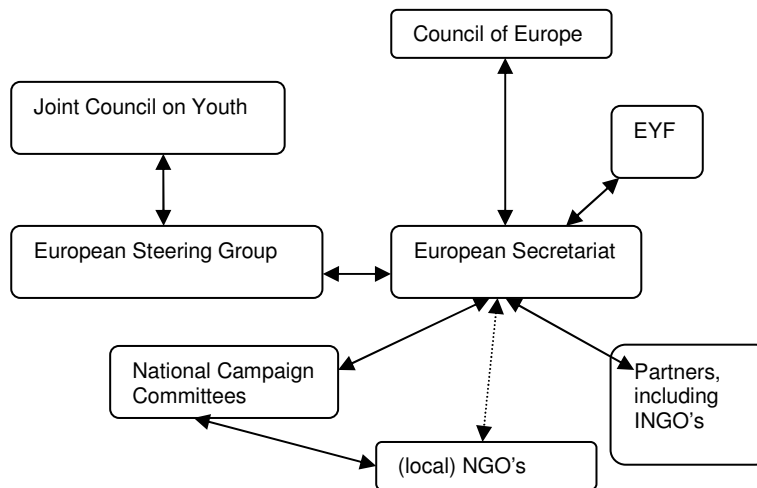 Council of Europe
Joint Council on Youth
EYF
European Steering Group
European Secretariat
National Campaign
Committees
Partners,
including
INGO's
(local) NGO's